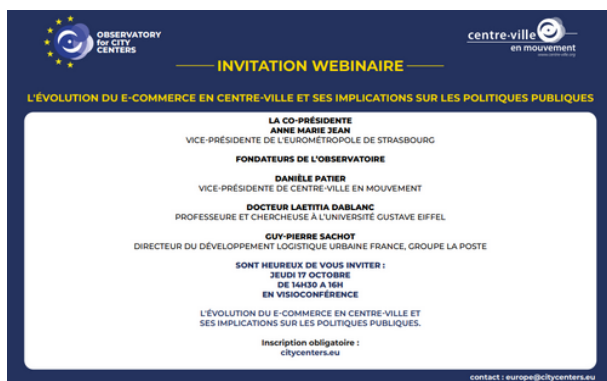 OBSERVATORY
for CITY
CENTERS
centre-ville
en mouvement
www.centre-ville.org
INVITATION WEBINAIRE
L'ÉVOLUTION DU E-COMMERCE EN CENTRE-VILLE ET SES IMPLICATIONS SUR LES POLITIQUES PUBLIQUES
LA CO-PRÉSIDENTE
ANNE MARIE JEAN
VICE-PRÉSIDENTE DE L'EUROMÉTROPOLE DE STRASBOURG
FONDATEURS DE L'OBSERVATOIRE
DANIÈLE PATIER
VICE-PRÉSIDENTE DE CENTRE-VILLE EN MOUVEMENT
DOCTEUR LAETITIA DABLANC
PROFESSEURE ET CHERCHEUSE À L'UNIVERSITÉ GUSTAVE EIFFEL
GUY-PIERRE SACHOT
DIRECTEUR DU DÉVELOPPEMENT LOGISTIQUE URBAINE FRANCE, GROUPE LA POSTE
SONT HEUREUX DE VOUS INVITER :
JEUDI 17 OCTOBRE
DE 14H30 A 16H
EN VISIOCONFÉRENCE
L'ÉVOLUTION DU E-COMMERCE EN CENTRE-VILLE ET
SES IMPLICATIONS SUR LES POLITIQUES PUBLIQUES.
Inscription obligatoire :
citycenters.eu
contact : europe@citycenters.eu